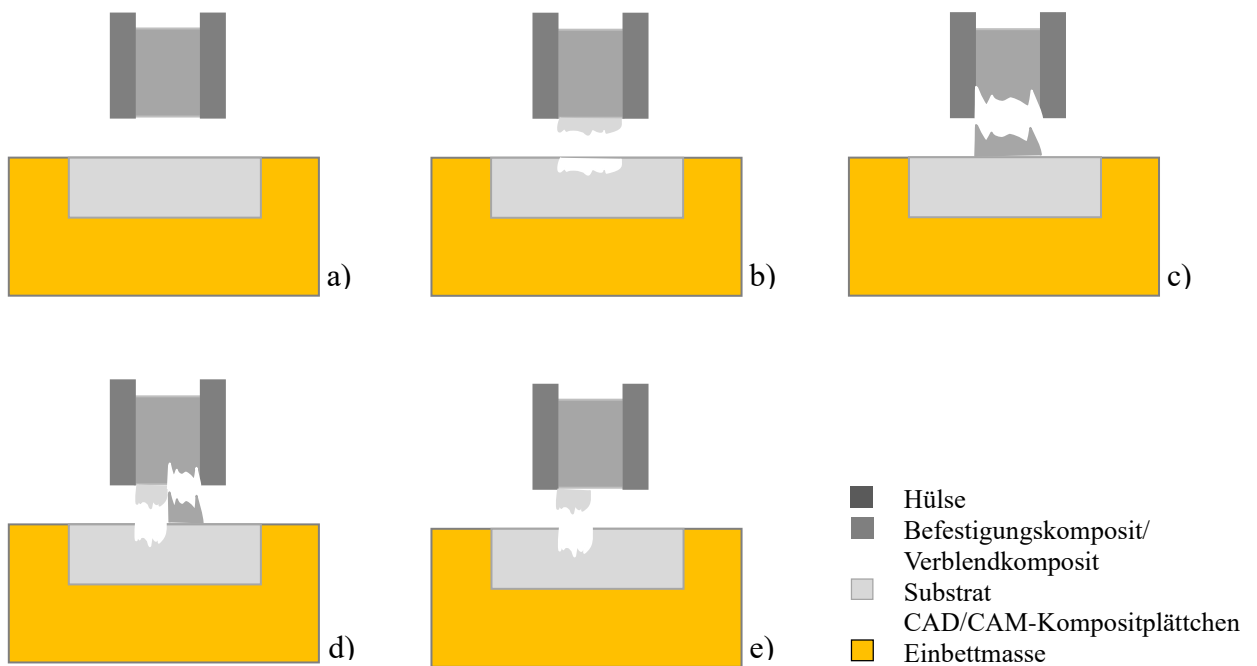 a)
b)
c)
d)
e)
Hülse
Befestigungskomposit/
Verblendkomposit
Substrat
CAD/CAM-Kompositplättchen
Einbettmasse